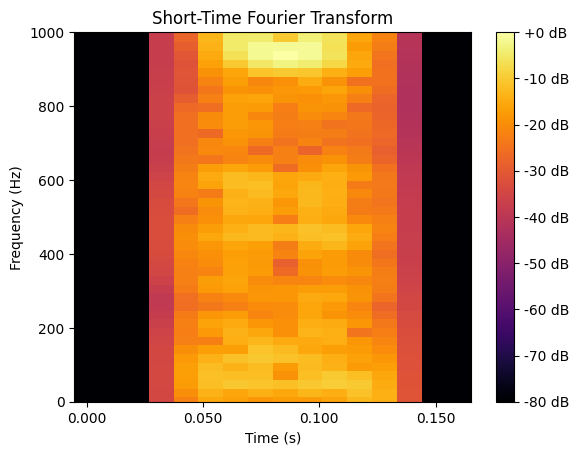 Short-Time Fourier Transform
1000
800
600
400
200
0
Frequency (Hz)
0.000
0.050
0.100
0.150
Time (s)
+0 dB
-10 dB
-20 dB
-30 dB
-40 dB
-50 dB
-60 dB
-70 dB
-80 dB